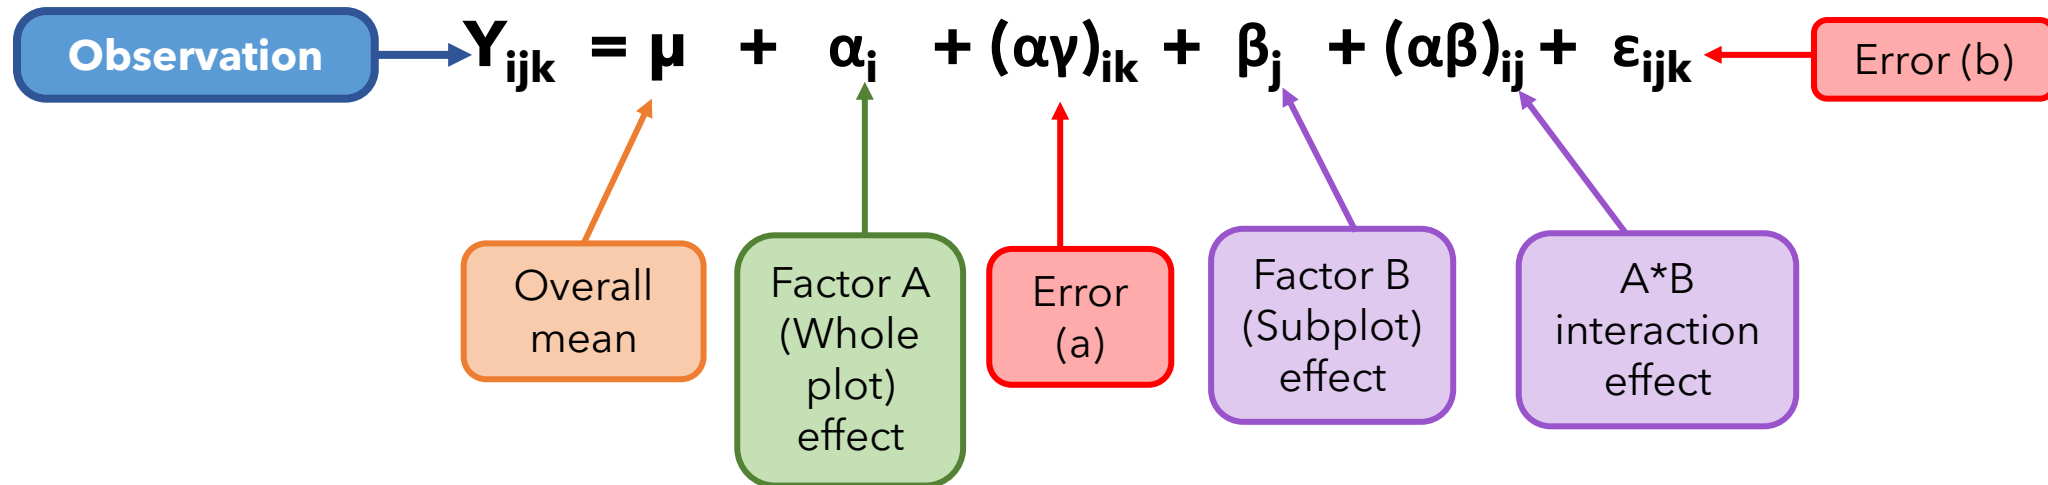 Observation
Yijk = μ + αi + (αγ)ik + βj + (αβ)ij + εijk
Error (b)
Overall
mean
Factor A
(Whole
plot)
effect
Error
(a)
Factor B
(Subplot)
effect
A*B
interaction
effect